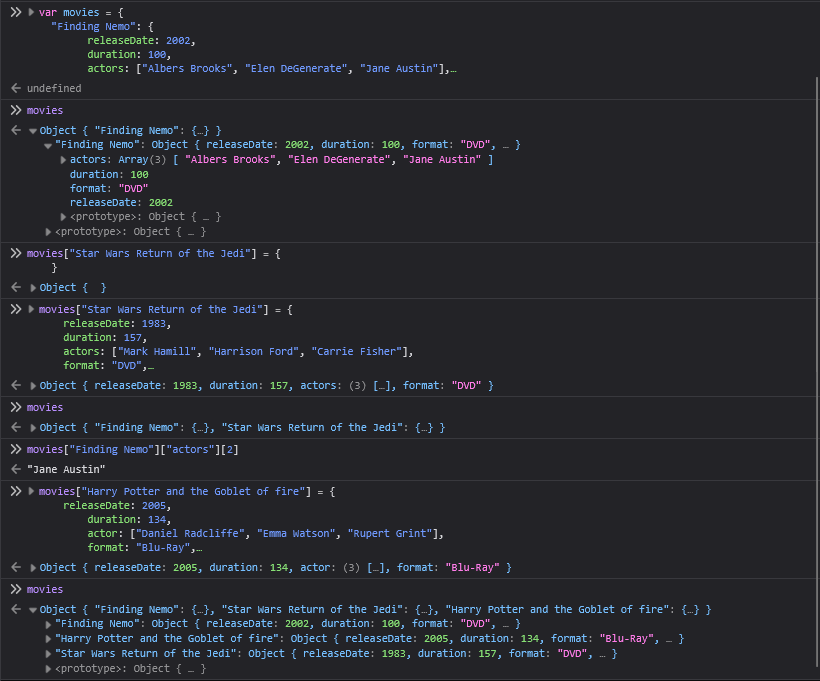 var movies = {
"Finding Nemo": {
releaseDate: 2002,
duration: 100,
actors: ["Albers Brooks", "Elen DeGenerate", "Jane Austin"],…
undefined
movies
Object { "Finding Nemo": {…} }
"Finding Nemo": Object { releaseDate: 2002, duration: 100, format: "DVD", … }
actors: Array(3) [ "Albers Brooks", "Elen DeGenerate", "Jane Austin" ]
duration: 100
format: "DVD"
releaseDate: 2002
<prototype>: Object { … }
<prototype>: Object { … }
movies["Star Wars Return of the Jedi"] = {
}
Object {  }
movies["Star Wars Return of the Jedi"] = {
releaseDate: 1983,
duration: 157,
actors: ["Mark Hamill", "Harrison Ford", "Carrie Fisher"],
format: "DVD",…
Object { releaseDate: 1983, duration: 157, actors: (3) […], format: "DVD" }
movies
Object { "Finding Nemo": {…}, "Star Wars Return of the Jedi": {…} }
movies["Finding Nemo"]["actors"][2]
"Jane Austin"
movies["Harry Potter and the Goblet of fire"] = {
releaseDate: 2005,
duration: 134,
actor: ["Daniel Radcliffe", "Emma Watson", "Rupert Grint"],
format: "Blu-Ray",…
Object { releaseDate: 2005, duration: 134, actor: (3) […], format: "Blu-Ray" }
movies
Object { "Finding Nemo": {…}, "Star Wars Return of the Jedi": {…}, "Harry Potter and the Goblet of fire": {…} }
"Finding Nemo": Object { releaseDate: 2002, duration: 100, format: "DVD", … }
"Harry Potter and the Goblet of fire": Object { releaseDate: 2005, duration: 134, format: "Blu-Ray", … }
"Star Wars Return of the Jedi": Object { releaseDate: 1983, duration: 157, format: "DVD", … }
<prototype>: Object { … }